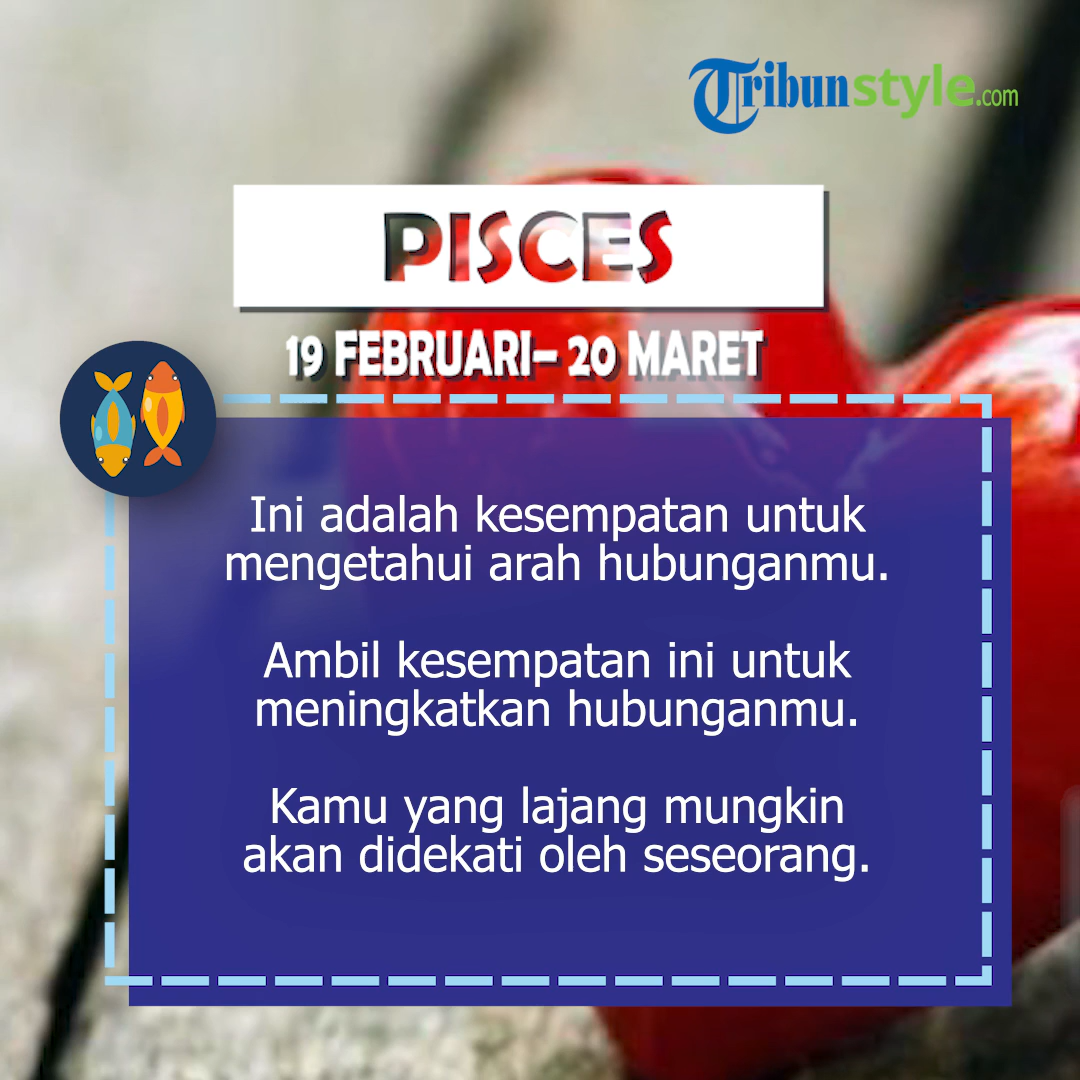 Tribunstyle.com
PISCES
19 FEBRUARI– 20 MARET
Ini adalah kesempatan untuk
mengetahui arah hubunganmu.
Ambil kesempatan ini untuk
meningkatkan hubunganmu.
Kamu yang lajang mungkin
akan didekati oleh seseorang.